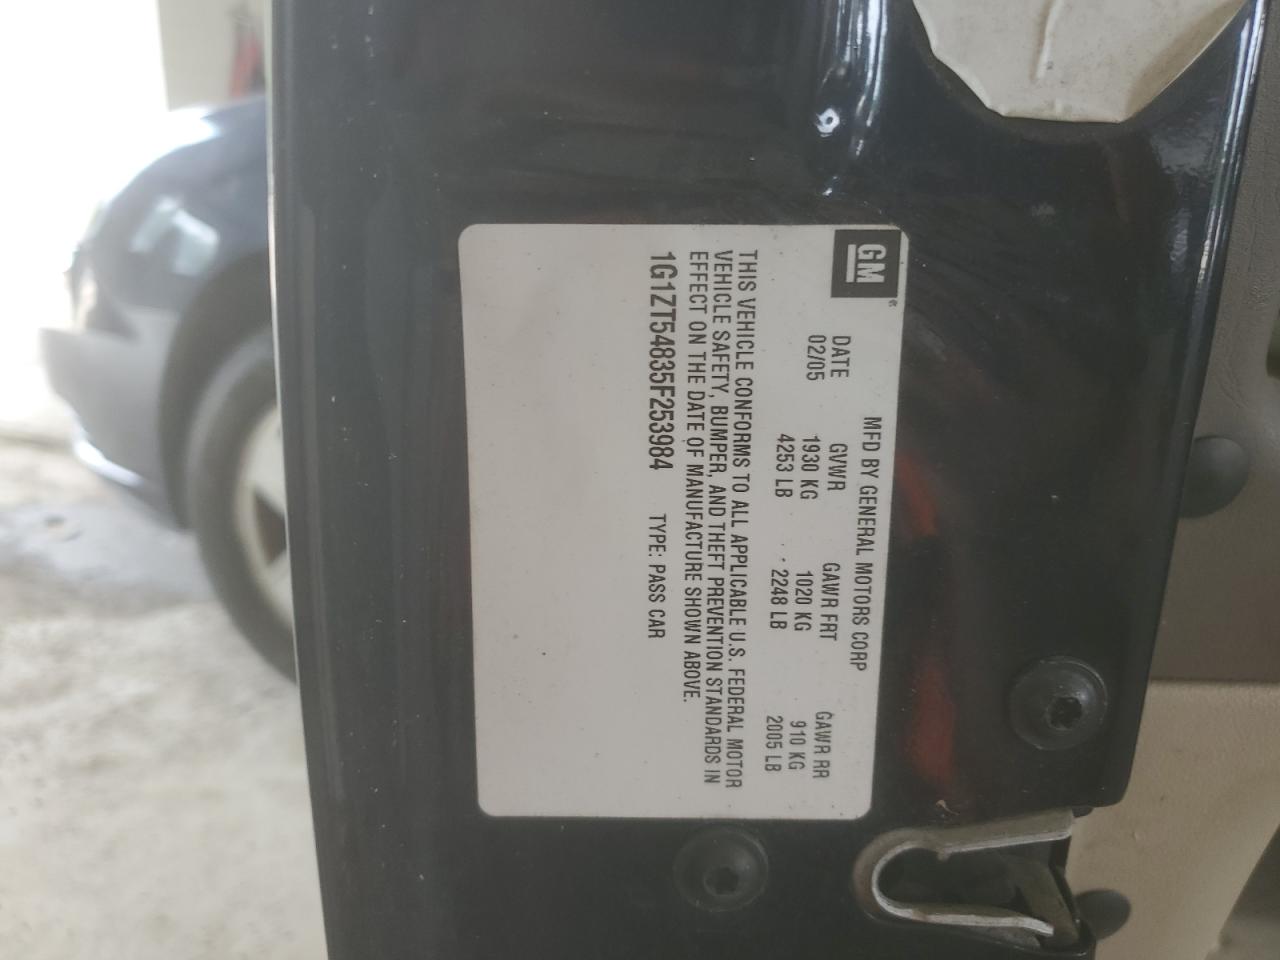 GM
®
MFD BY GENERAL MOTORS CORP
DATE GVWR GAWR FRT GAWR RR
02/05 1930 KG 1020 KG 910 KG
4253 LB 2248 LB 2005 LB
THIS VEHICLE CONFORMS TO ALL APPLICABLE U.S. FEDERAL MOTOR
VEHICLE SAFETY, BUMPER, AND THEFT PREVENTION STANDARDS IN
EFFECT ON THE DATE OF MANUFACTURE SHOWN ABOVE.
1G1ZT54835F253984 TYPE: PASS CAR